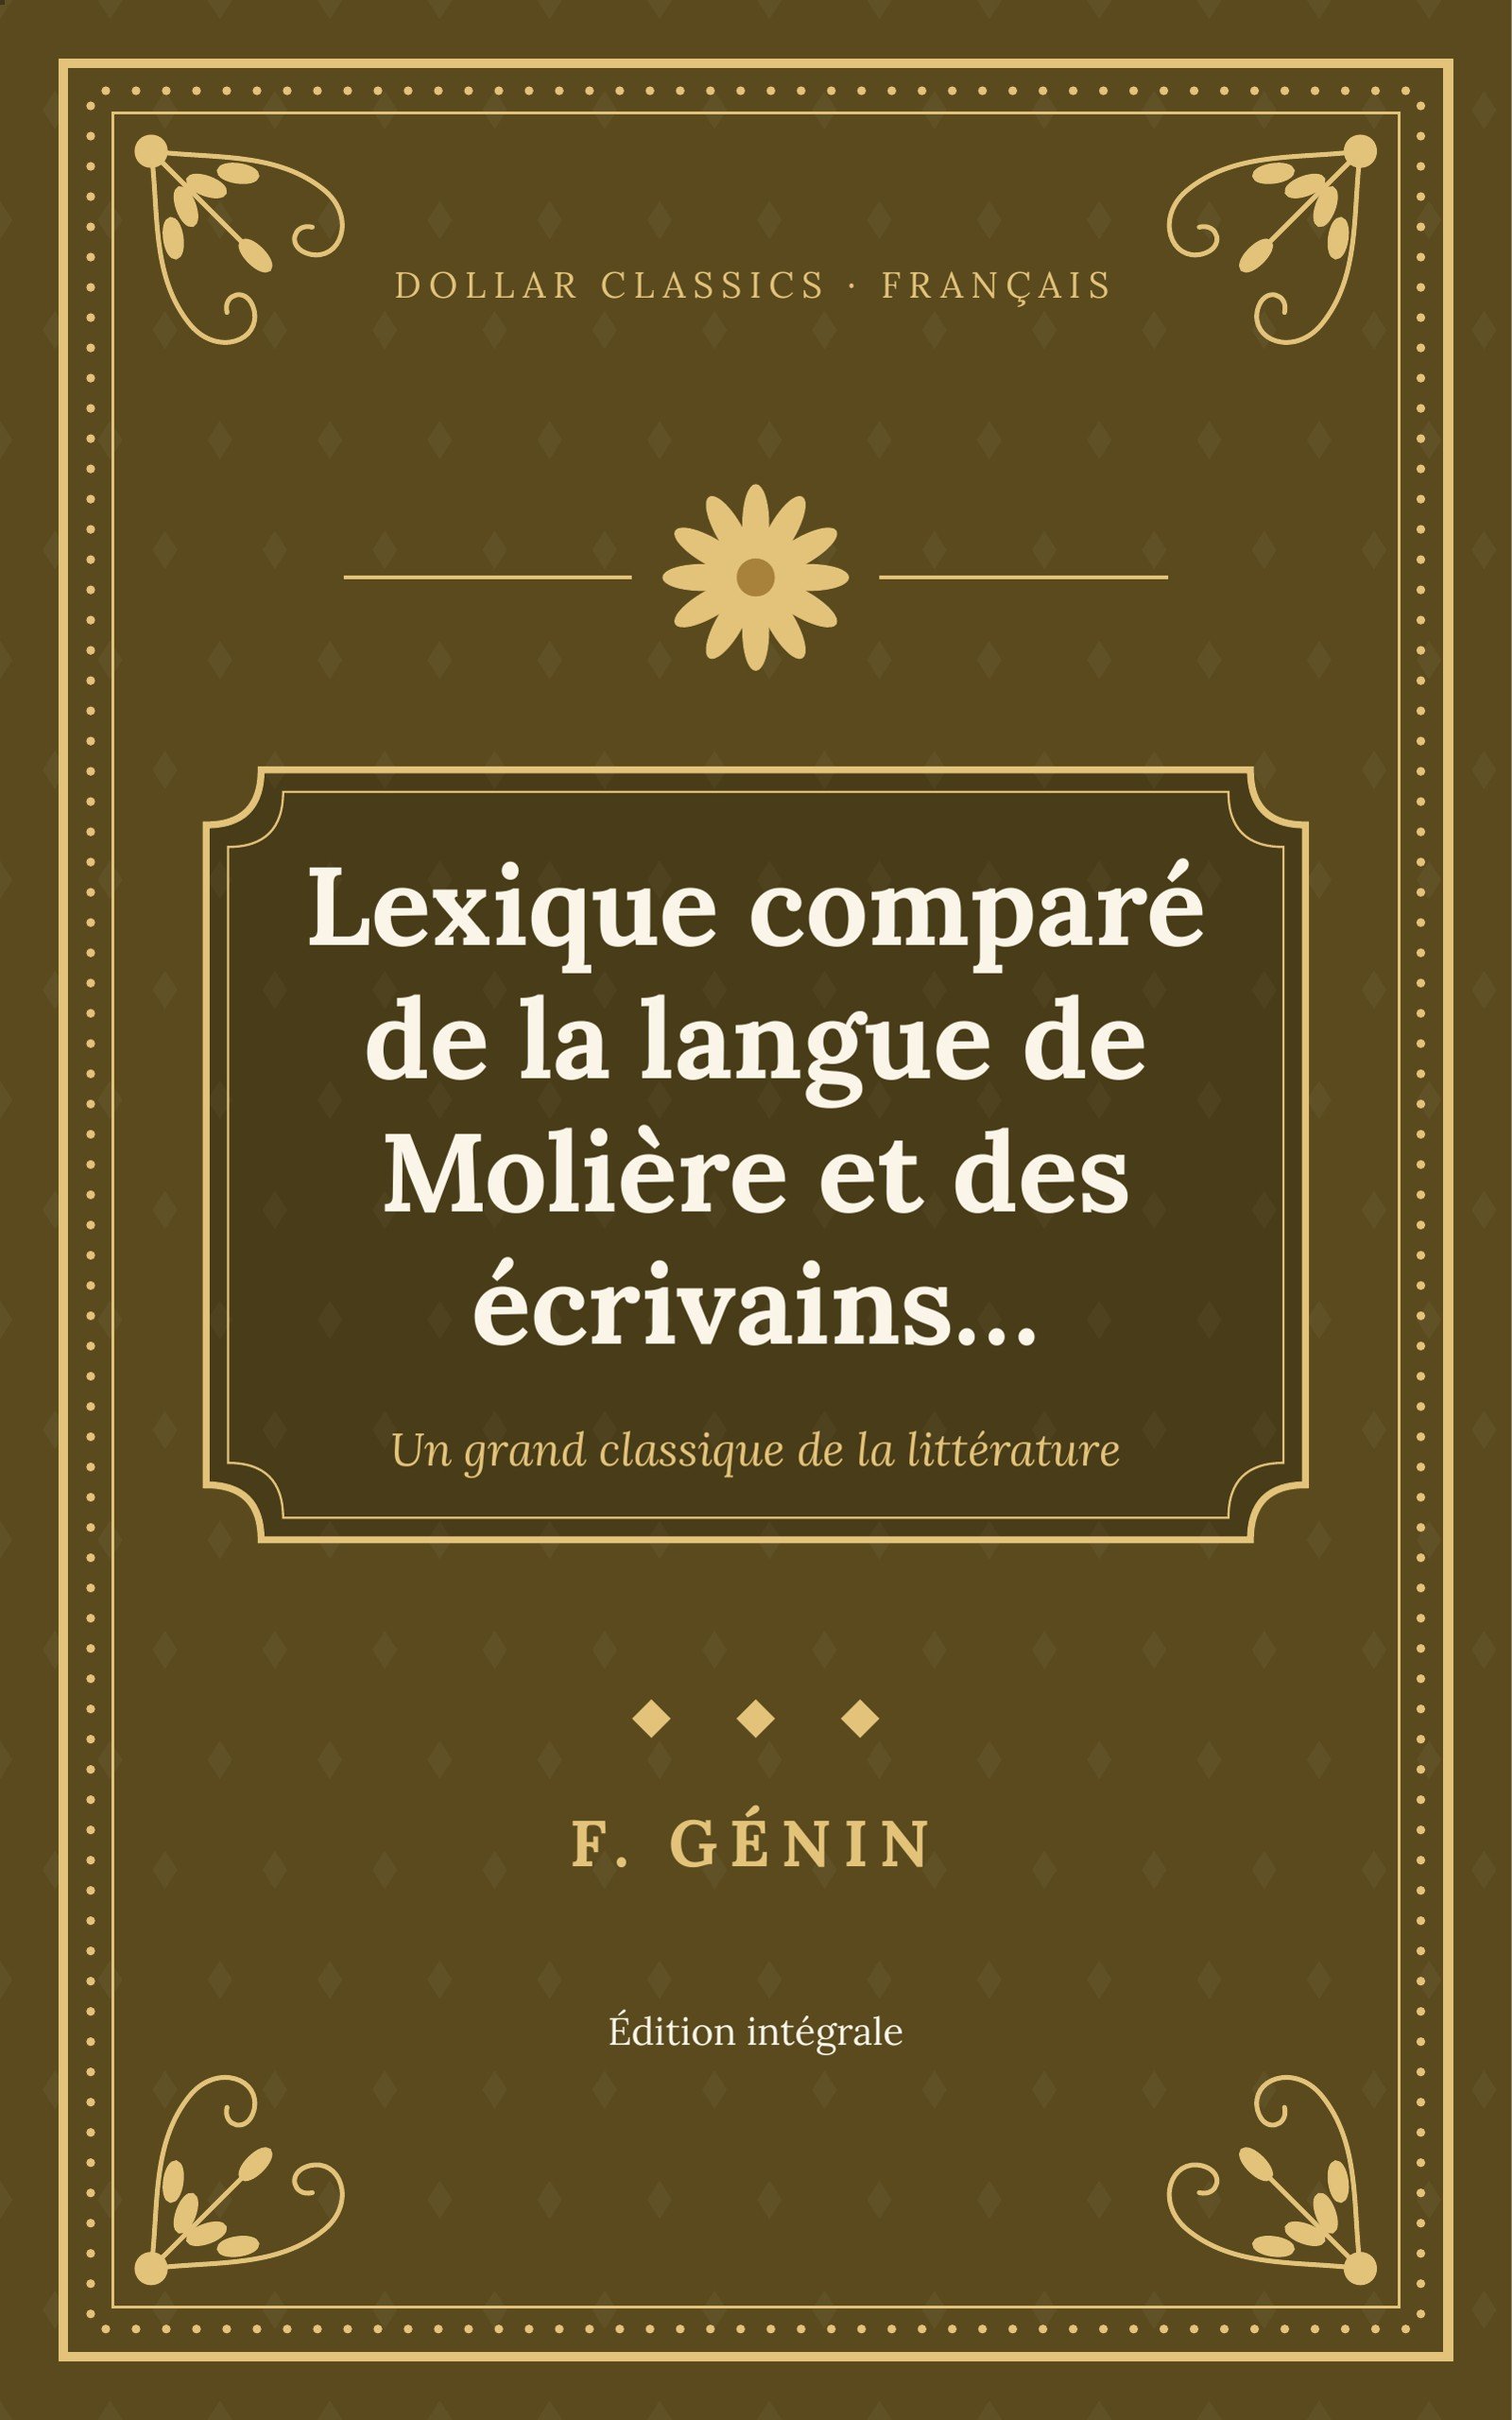 DOLLAR CLASSICS · FRANÇAIS
Lexique comparé
de la langue de
Molière et des
écrivains...
Un grand classique de la littérature
F. GÉNIN
Édition intégrale